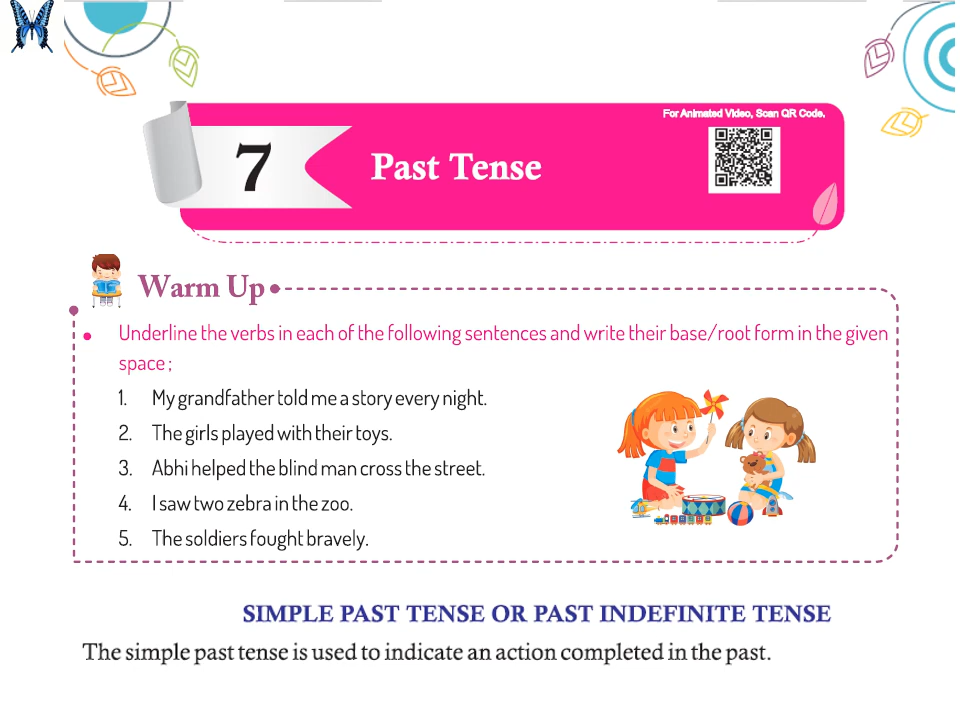 For Animated Video, Scan QR Code.
7
Past Tense
Warm Up
• Underline the verbs in each of the following sentences and write their base/root form in the given
space ;
1. My grandfather told me a story every night.
2. The girls played with their toys.
3. Abhi helped the blind man cross the street.
4. I saw two zebra in the zoo.
5. The soldiers fought bravely.
SIMPLE PAST TENSE OR PAST INDEFINITE TENSE
The simple past tense is used to indicate an action completed in the past.